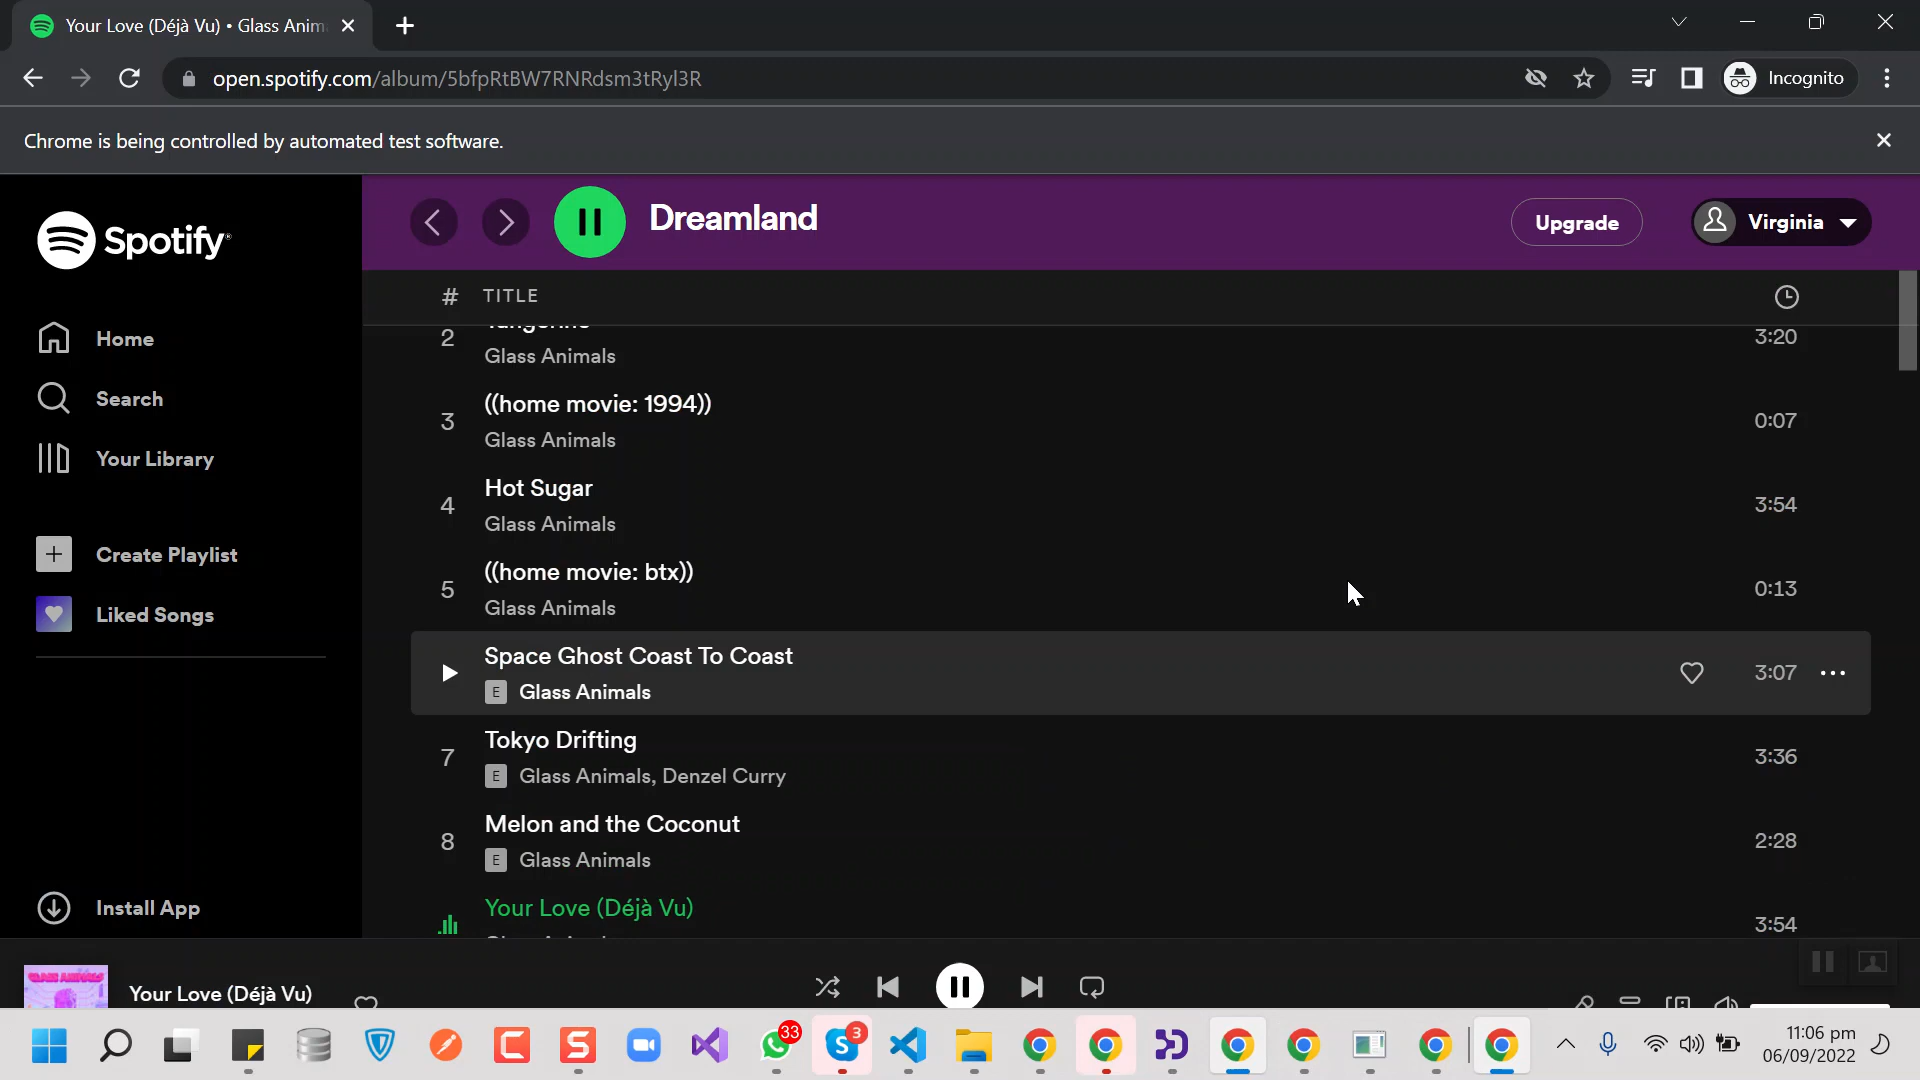 Your Love (Déjà Vu) • Glass Anim
open.spotify.com/album/5bfpRtBW7RNRdsm3tRyl3R
Incognito
Chrome is being controlled by automated test software.
Spotify
Dreamland
Upgrade
Virginia
Home
Search
Your Library
Create Playlist
Liked Songs
Install App
# TITLE
2 3:20
Glass Animals
3 ((home movie: 1994)) 0:07
Glass Animals
4 Hot Sugar 3:54
Glass Animals
5 ((home movie: btx)) 0:13
Glass Animals
Space Ghost Coast To Coast 3:07
E Glass Animals
7 Tokyo Drifting 3:36
E Glass Animals, Denzel Curry
8 Melon and the Coconut 2:28
E Glass Animals
Your Love (Déjà Vu) 3:54
GLASS ANIMALS
Your Love (Déjà Vu)
33
3
11:06 pm
06/09/2022